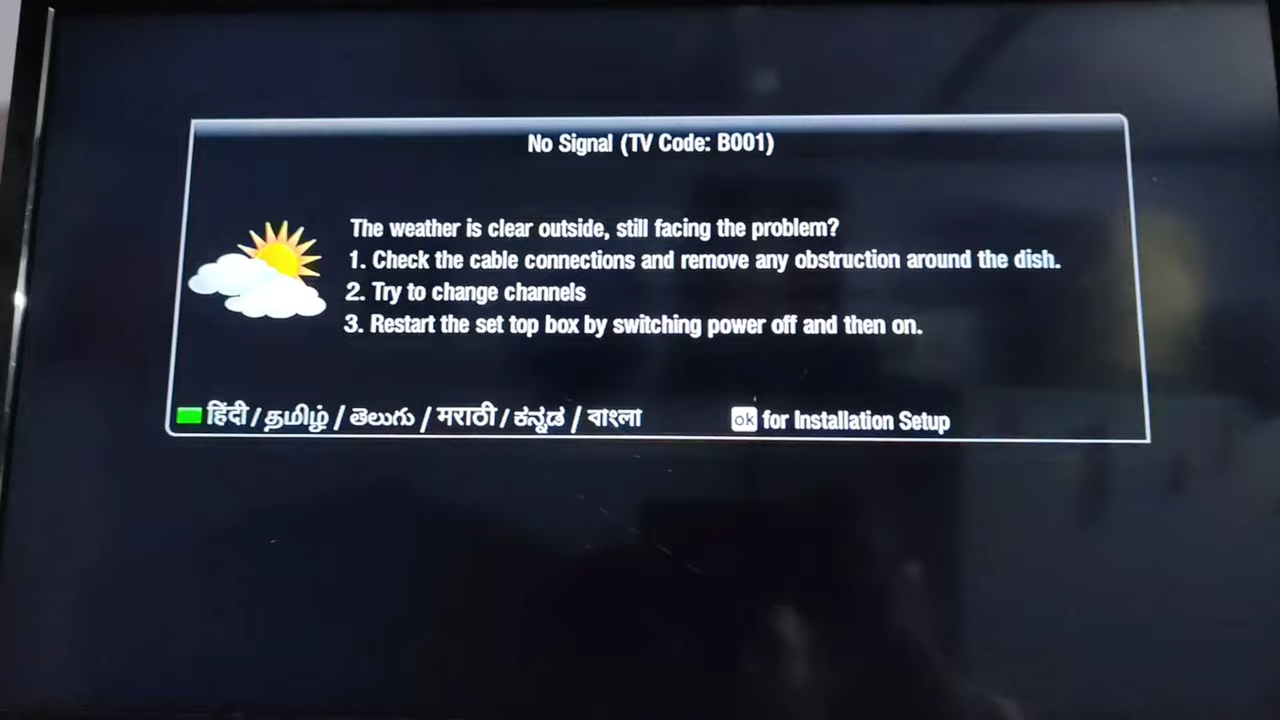 No Signal (TV Code: B001)
The weather is clear outside, still facing the problem?
1. Check the cable connections and remove any obstruction around the dish.
2. Try to change channels
3. Restart the set top box by switching power off and then on.
हिंदी / தமிழ் / తెలుగు / मराठी / ಕನ್ನಡ / বাংলা ok for Installation Setup